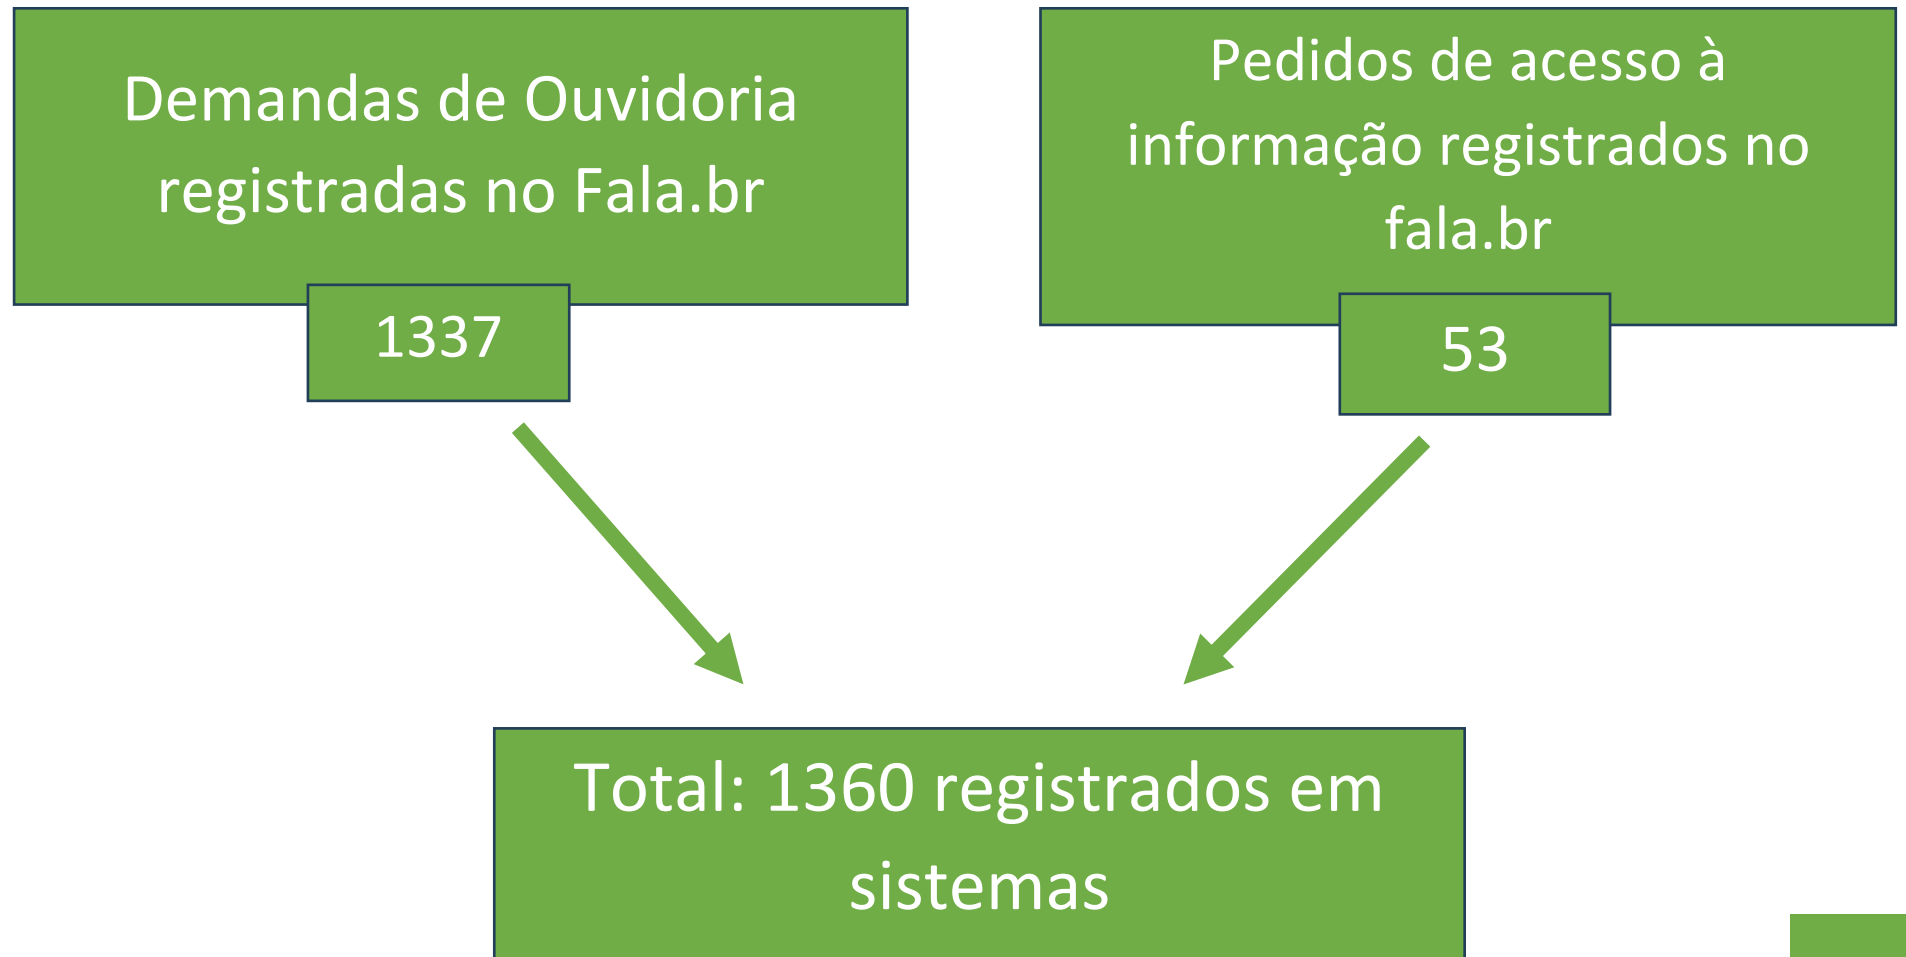 Demandas de Ouvidoria
registradas no Fala.br
1337
Pedidos de acesso à
informação registrados no
fala.br
53
Total: 1360 registrados em
sistemas